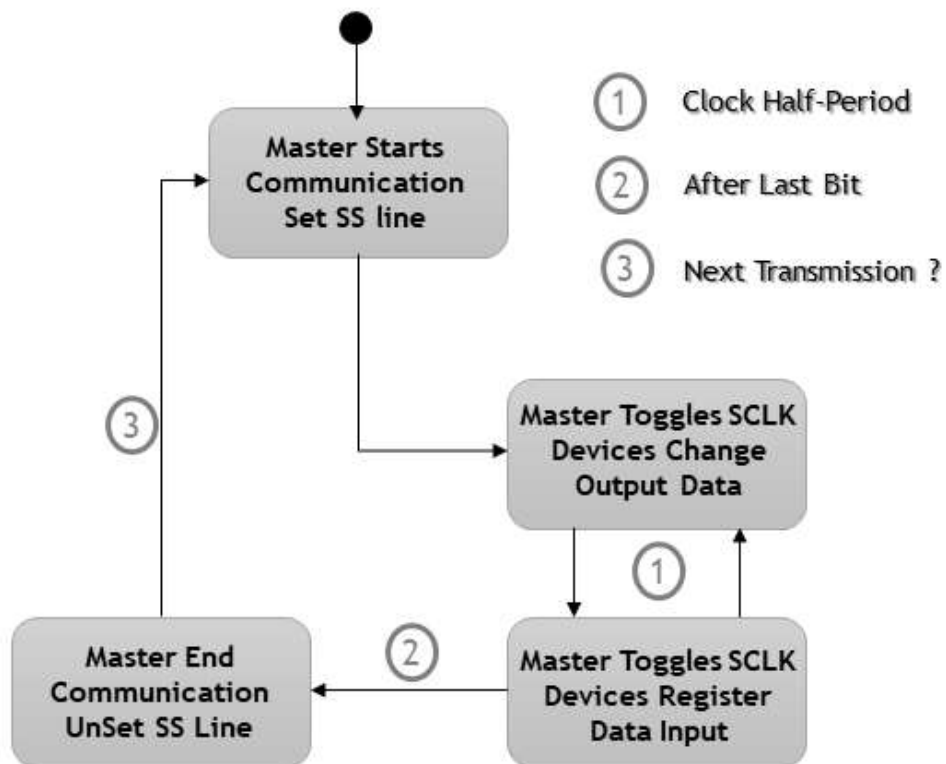 Master Starts
Communication
Set SS line
1 Clock Half-Period
2 After Last Bit
3 Next Transmission ?
3
Master Toggles SCLK
Devices Change
Output Data
1
Master End
Communication
UnSet SS Line
2
Master Toggles SCLK
Devices Register
Data Input